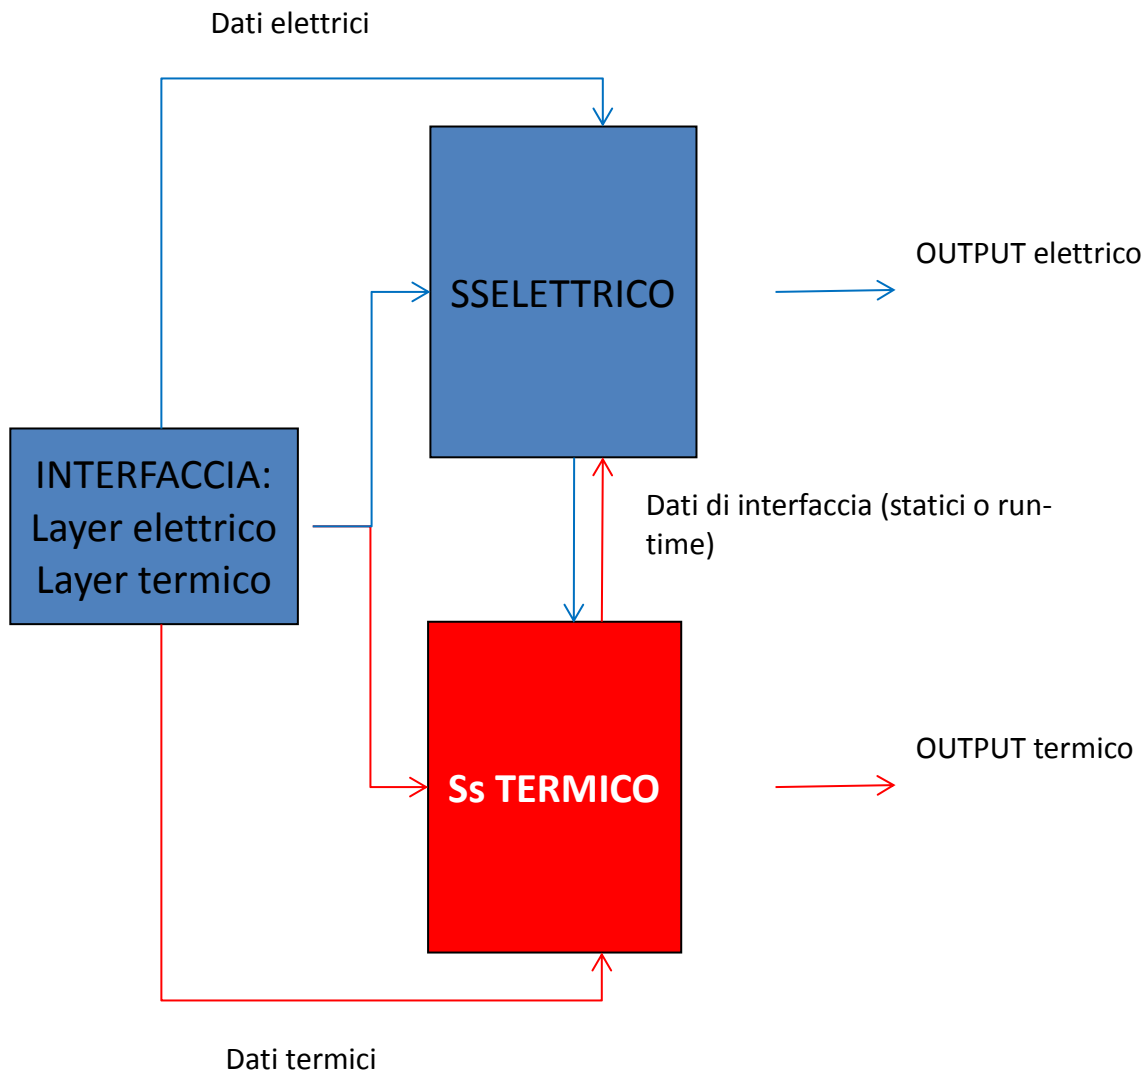 Dati elettrici
OUTPUT elettrico
SSELETTRICO
INTERFACCIA:
Layer elettrico
Layer termico
Dati di interfaccia (statici o run-
time)
OUTPUT termico
Ss TERMICO
Dati termici